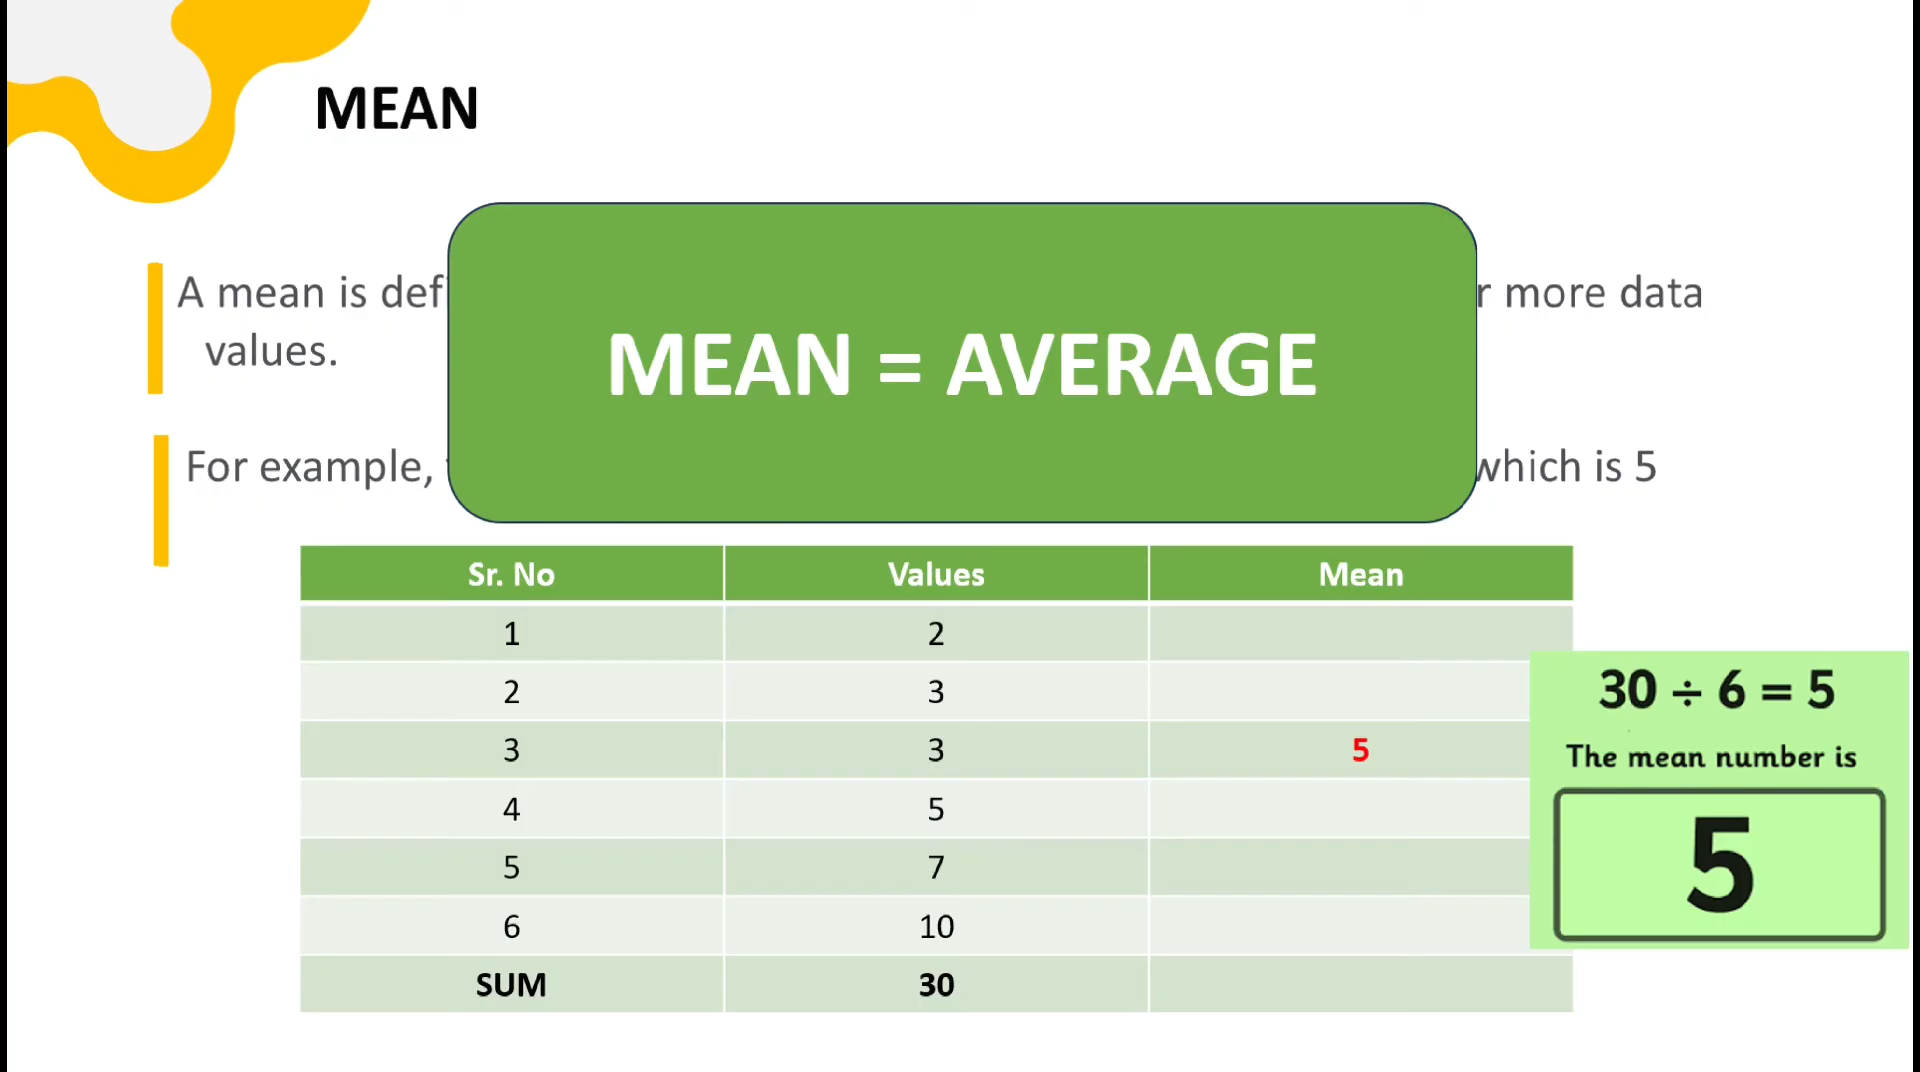 MEAN
A mean is def
r more data
values.
MEAN = AVERAGE
For example,
which is 5
Sr. No Values Mean
1 2
2 3
3 3 5
4 5
5 7
6 10
SUM 30
30 ÷ 6 = 5
The mean number is
5